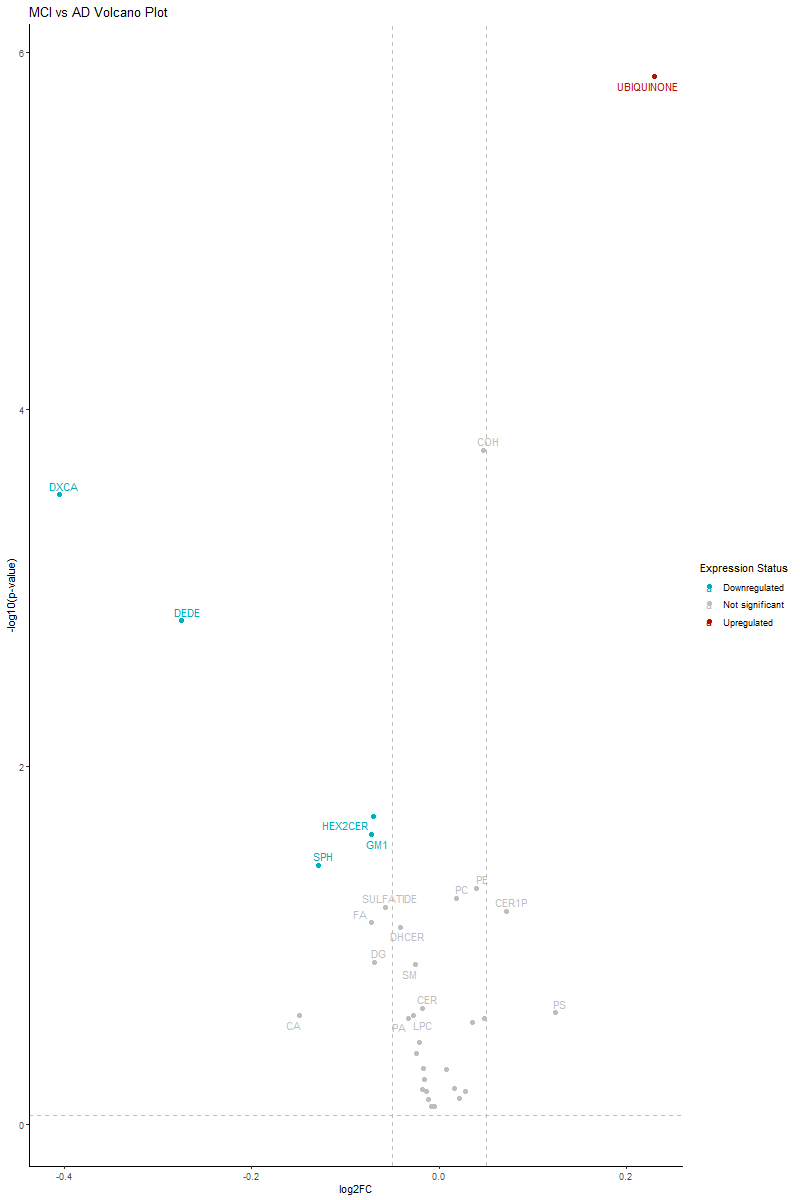 MCI vs AD Volcano Plot
6
UBIQUINONE
4
COH
DXCA
-log10(p-value)
Expression Status
a Downregulated
a Not significant
a Upregulated
DEDE
2
HEX2CER
GM1
SPH
PE
PC
SULFATIDE
CER1P
FA
DHCER
DG
SM
CER
PS
CA
PA
LPC
0
-0.4
-0.2
0.0
0.2
log2FC